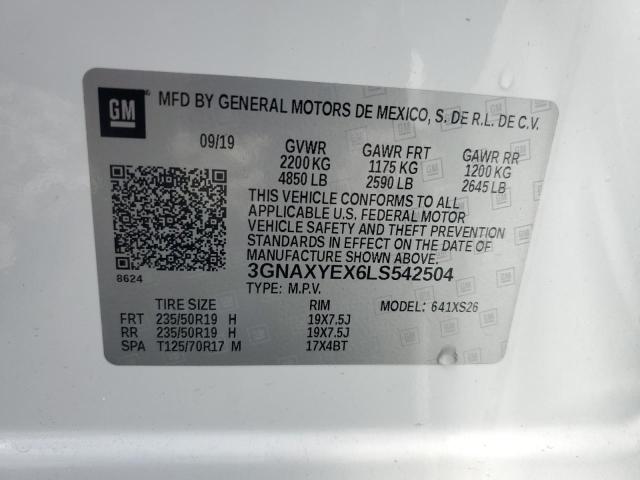 GM
MFD BY GENERAL MOTORS DE MEXICO, S. DE R.L. DE C.V.
09/19 GVWR GAWR FRT GAWR RR
2200 KG 1175 KG 1200 KG
4850 LB 2590 LB 2645 LB
THIS VEHICLE CONFORMS TO ALL
APPLICABLE U.S. FEDERAL MOTOR
VEHICLE SAFETY AND THEFT PREVENTION
STANDARDS IN EFFECT ON THE DATE OF
MANUFACTURE SHOWN ABOVE.
8624
3GNAXYEX6LS542504
TYPE: M.P.V.
TIRE SIZE RIM MODEL: 641XS26
FRT 235/50R19 H 19X7.5J
RR 235/50R19 H 19X7.5J
SPA T125/70R17 M 17X4BT